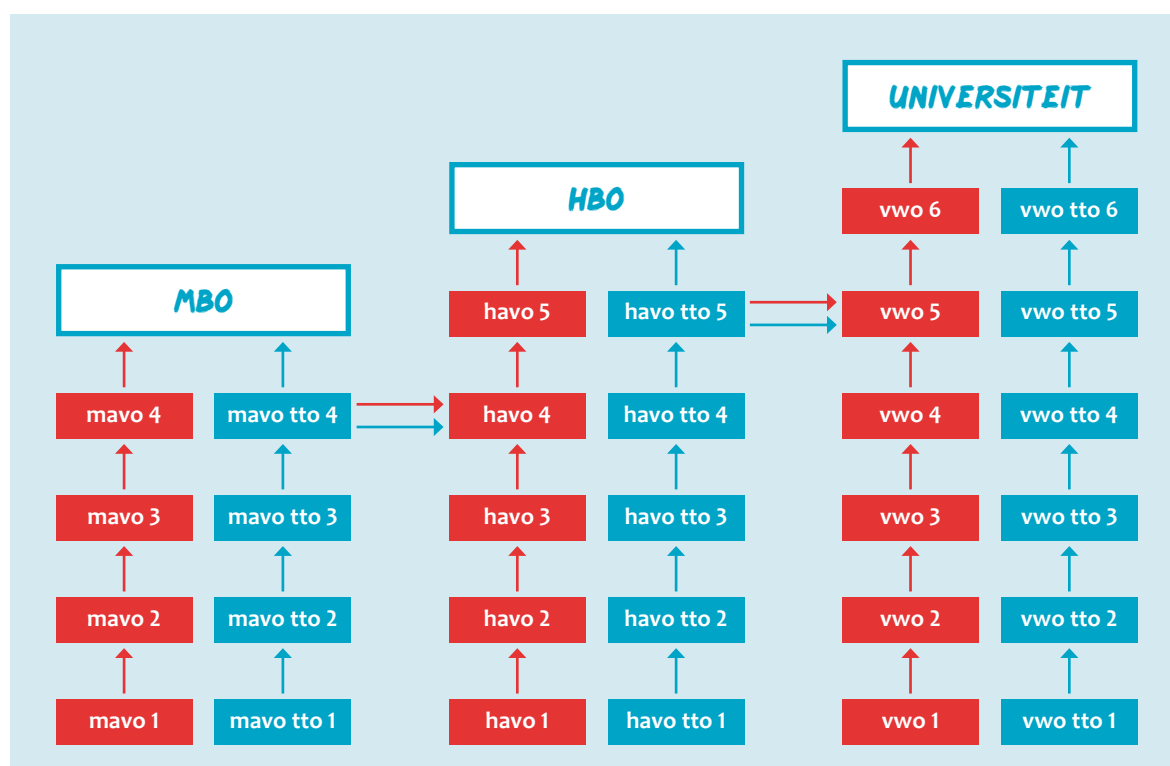 UNIVERSITEIT
HBO
vwo 6 vwo tto 6
MBO
havo 5 havo tto 5 vwo 5 vwo tto 5
mavo 4 mavo tto 4 havo 4 havo tto 4 vwo 4 vwo tto 4
mavo 3 mavo tto 3 havo 3 havo tto 3 vwo 3 vwo tto 3
mavo 2 mavo tto 2 havo 2 havo tto 2 vwo 2 vwo tto 2
mavo 1 mavo tto 1 havo 1 havo tto 1 vwo 1 vwo tto 1